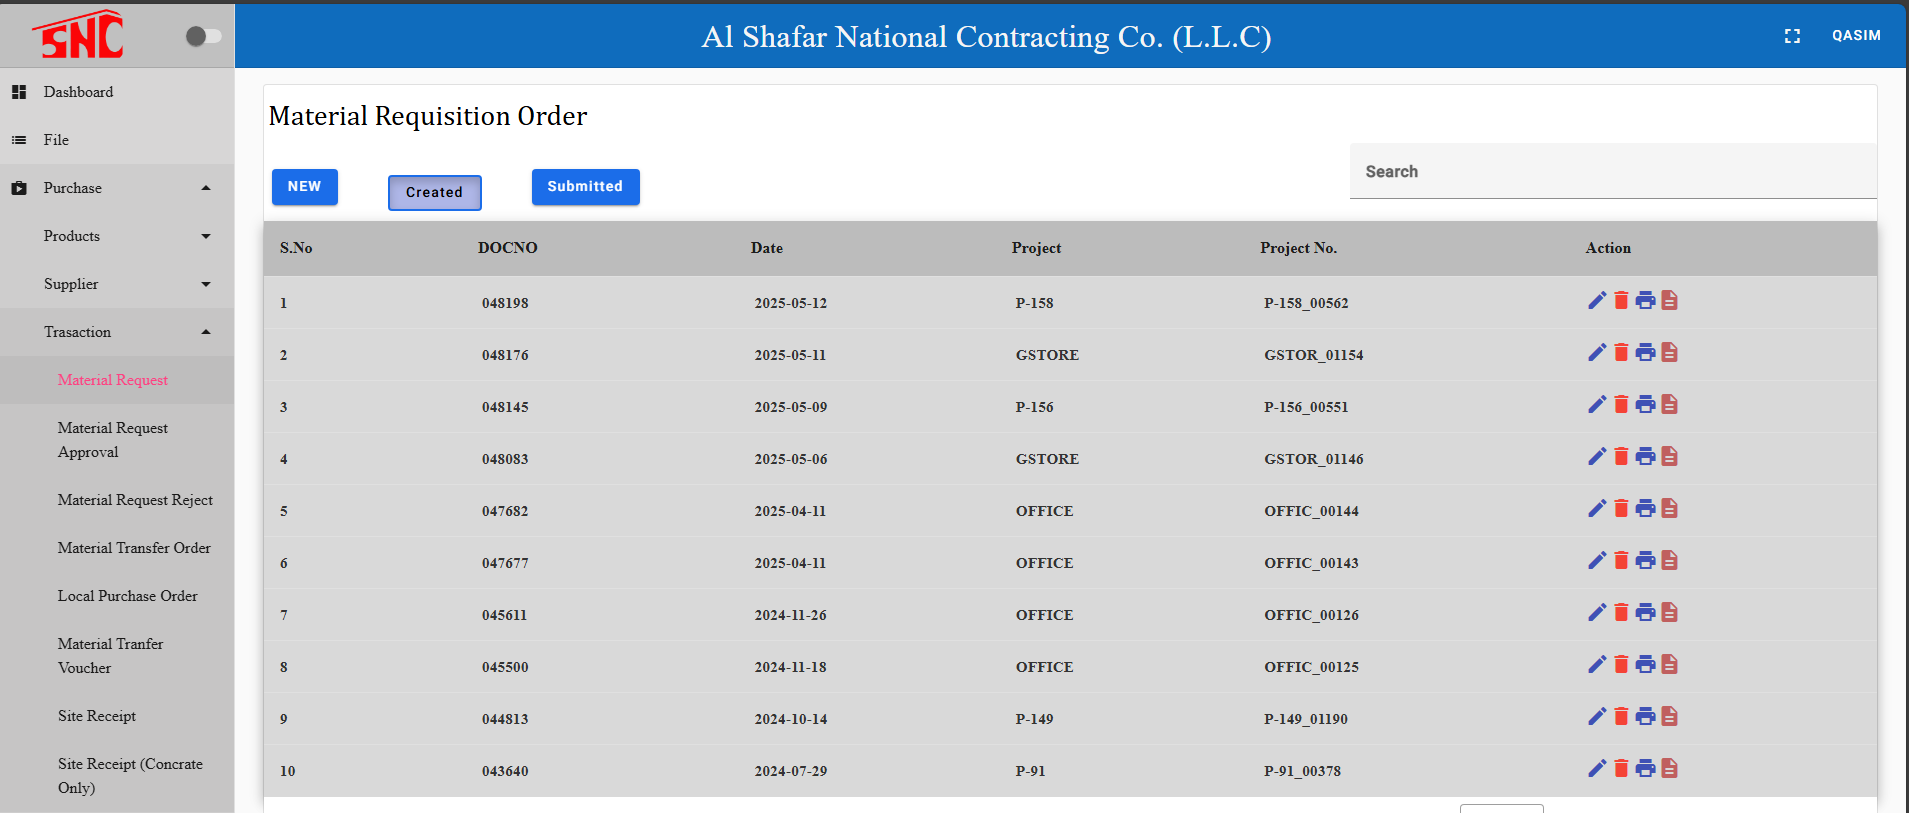 SNC
Al Shafar National Contracting Co. (L.L.C)
QASIM
Dashboard
File
Purchase
Products
Supplier
Trasaction
Material Request
Material Request
Approval
Material Request Reject
Material Transfer Order
Local Purchase Order
Material Tranfer
Voucher
Site Receipt
Site Receipt (Concrate
Only)
Material Requisition Order
NEW Created Submitted
Search
S.No DOCNO Date Project Project No. Action
1 048198 2025-05-12 P-158 P-158_00562
2 048176 2025-05-11 GSTORE GSTOR_01154
3 048145 2025-05-09 P-156 P-156_00551
4 048083 2025-05-06 GSTORE GSTOR_01146
5 047682 2025-04-11 OFFICE OFFIC_00144
6 047677 2025-04-11 OFFICE OFFIC_00143
7 045611 2024-11-26 OFFICE OFFIC_00126
8 045500 2024-11-18 OFFICE OFFIC_00125
9 044813 2024-10-14 P-149 P-149_01190
10 043640 2024-07-29 P-91 P-91_00378